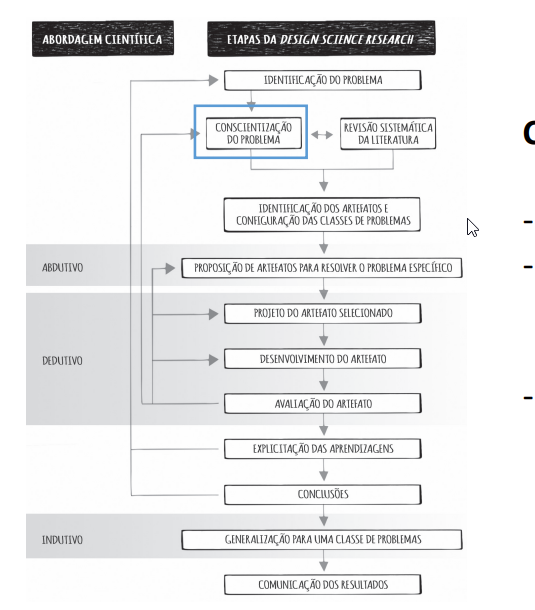 ABORDAGEM CIENTÍFICA
ETAPAS DA DESIGN SCIENCE RESEARCH
IDENTIFICAÇÃO DO PROBLEMA
CONSCIENTIZAÇÃO
DO PROBLEMA
REVISÃO SISTEMÁTICA
DA LITERATURA
IDENTIFICAÇÃO DOS ARTEFATOS E
CONFIGURAÇÃO DAS CLASSES DE PROBLEMAS
ABDUTIVO
PROPOSIÇÃO DE ARTEFATOS PARA RESOLVER O PROBLEMA ESPECÍFICO
PROJETO DO ARTEFATO SELECIONADO
DEDUTIVO
DESENVOLVIMENTO DO ARTEFATO
AVALIAÇÃO DO ARTEFATO
EXPLICITAÇÃO DAS APRENDIZAGENS
CONCLUSÕES
INDUTIVO
GENERALIZAÇÃO PARA UMA CLASSE DE PROBLEMAS
COMUNICAÇÃO DOS RESULTADOS